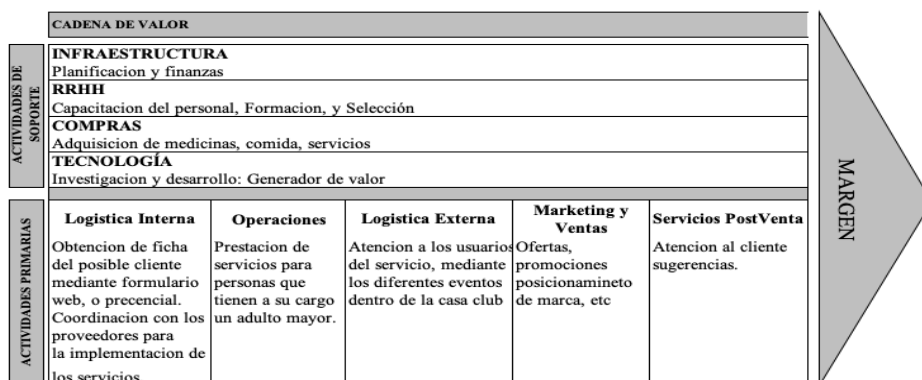 CADENA DE VALOR
ACTIVIDADES DE
SOPORTE
INFRAESTRUCTURA
Planificacion y finanzas
RRHH
Capacitacion del personal, Formacion, y Selección
COMPRAS
Adquisicion de medicinas, comida, servicios
TECNOLOGÍA
Investigacion y desarrollo: Generador de valor
ACTIVIDADES PRIMARIAS
Logistica Interna
Obtencion de ficha
del posible cliente
mediante formulario
web, o precencial.
Coordinacion con los
proveedores para
la implementacion de
los servicios
Operaciones
Prestacion de
servicios para
personas que
tienen a su cargo
un adulto mayor.
Logistica Externa
Atencion a los usuarios
del servicio, mediante
los diferentes eventos
dentro de la casa club
Marketing y
Ventas
Ofertas,
promociones
posicionamineto
de marca, etc
Servicios PostVenta
Atencion al cliente
sugerencias.
MARGEN